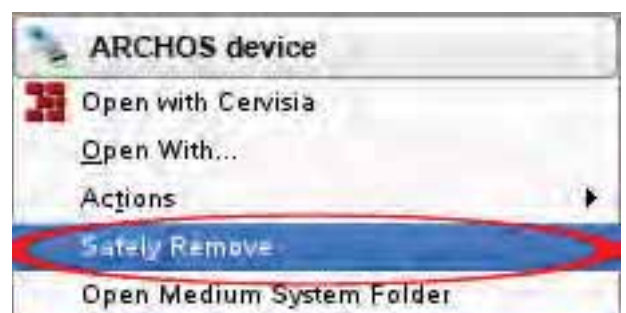 ARCHOS device
Open with Cervisia
Open With...
Actions
Safely Remove
Open Medium System Folder